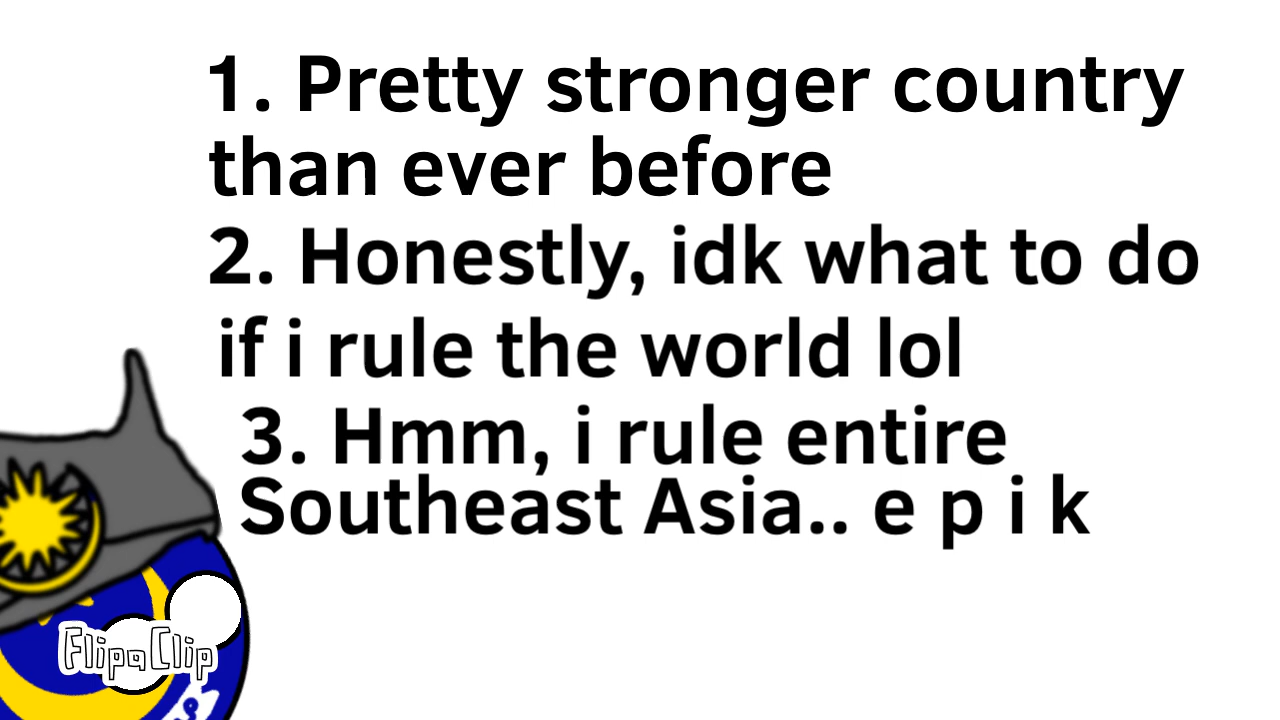 1. Pretty stronger country
than ever before
2. Honestly, idk what to do
if i rule the world lol
3. Hmm, i rule entire
Southeast Asia.. e p i k
FlipaClip